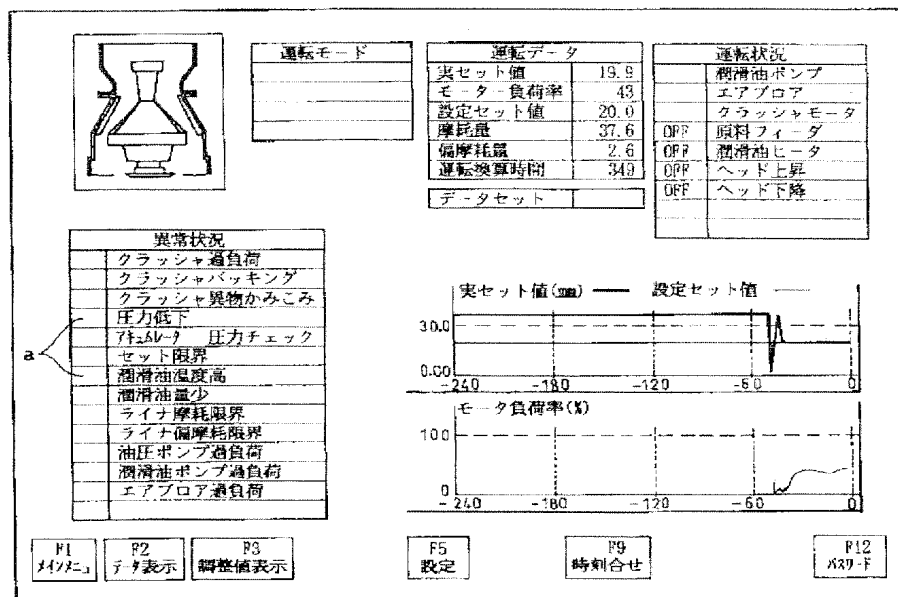 運転モード
運転データ
実セット値 19.9
モーター負荷率 43
設定セット値 20.0
摩耗量 37.6
偏摩耗量 2.6
運転換算時間 349
データセット
運転状況
潤滑油ポンプ
エアブロア
クラッシャモータ
OFF 原料フィーダ
OFF 潤滑油ヒータ
OFF ヘッド上昇
OFF ヘッド下降
異常状況
クラッシャ過負荷
クラッシャパッキング
クラッシャ異物かみこみ
圧力低下
ｱｷｭﾑﾚｰﾀ 圧力チェック
セット限界
潤滑油温度高
潤滑油量少
ライナ摩耗限界
ライナ偏摩耗限界
油圧ポンプ過負荷
潤滑油ポンプ過負荷
エアブロア過負荷
a
実セット値(mm) 設定セット値
30.0
0.00
-240 -180 -120 -60 0
モータ負荷率(%)
100
0
-240 -180 -120 -60 0
F1
ﾒｲﾝﾒﾆｭ
F2
ﾃﾞｰﾀ表示
F3
調整値表示
F5
設定
F9
時刻合せ
F12
ﾊﾟｽﾜｰﾄﾞ